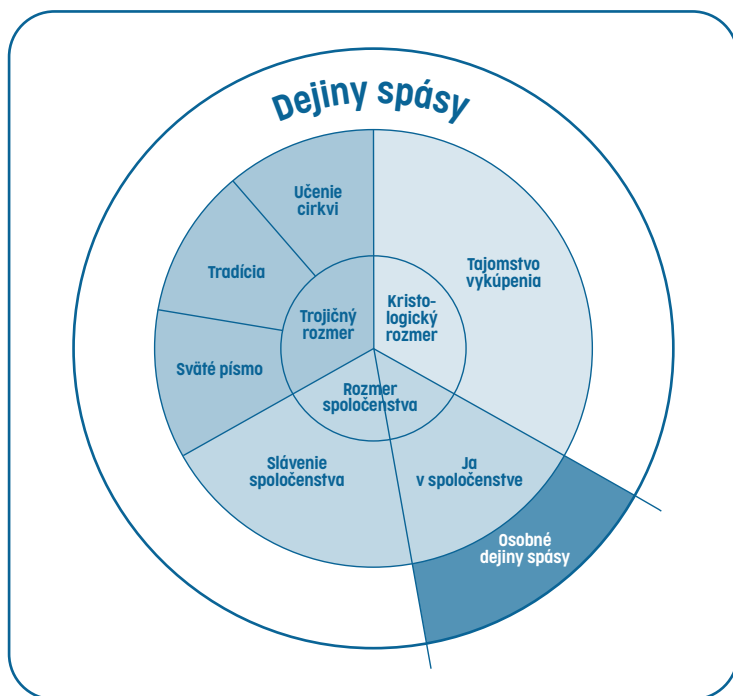 Dejiny spásy
Učenie
cirkvi
Tradícia
Sväté písmo
Trojičný
rozmer
Kristo-
logický
rozmer
Tajomstvo
vykúpenia
Rozmer
spoločenstva
Slávenie
spoločenstva
Ja
v spoločenstve
Osobné
dejiny spásy